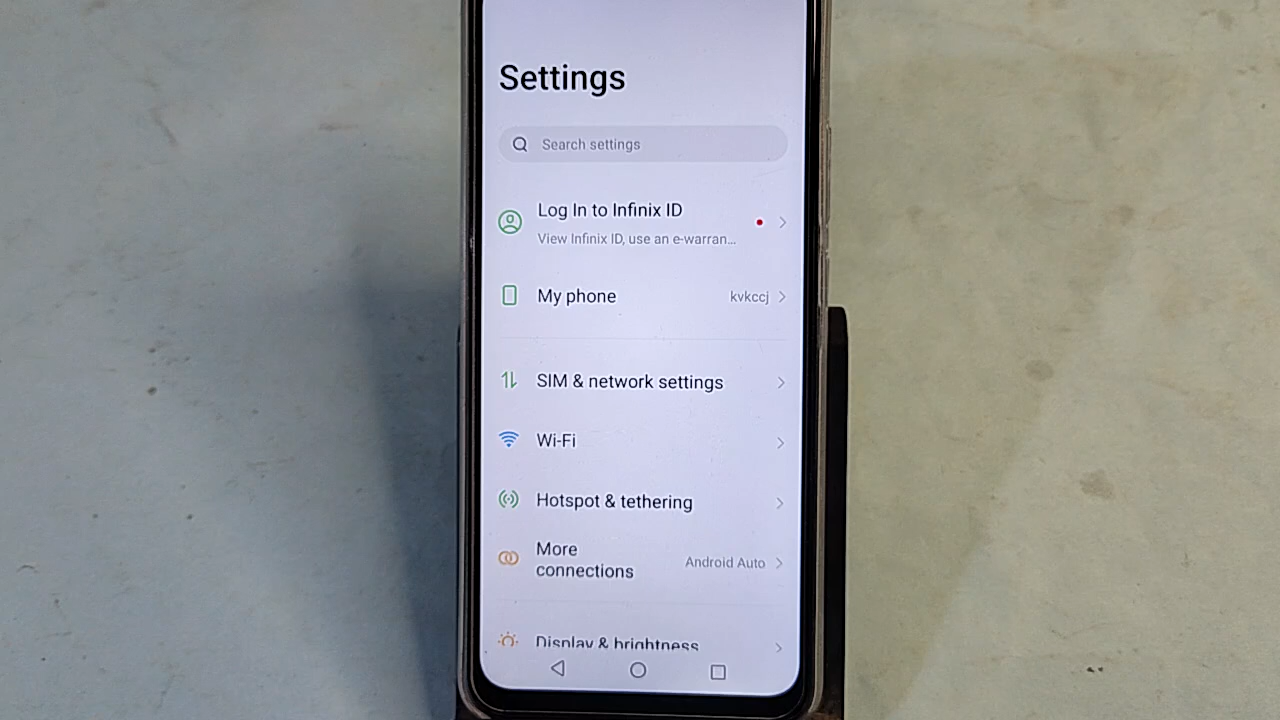 Settings
Search settings
Log In to Infinix ID
View Infinix ID, use an e-warran...
My phone
kvkccj
SIM & network settings
Wi-Fi
Hotspot & tethering
More
connections
Android Auto
Display & brightness